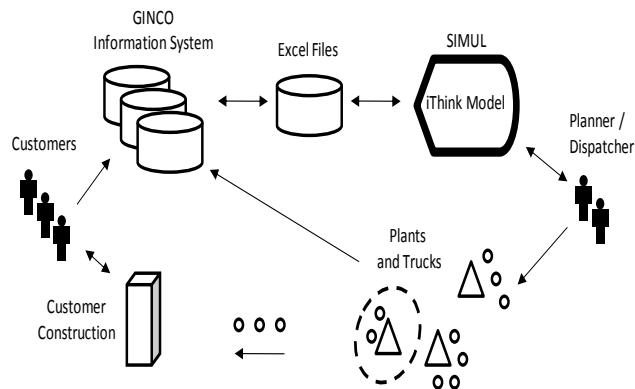 GINCO
Information System
Excel Files
SIMUL
iThink Model
Planner /
Dispatcher
Customers
Plants
and Trucks
Customer
Construction